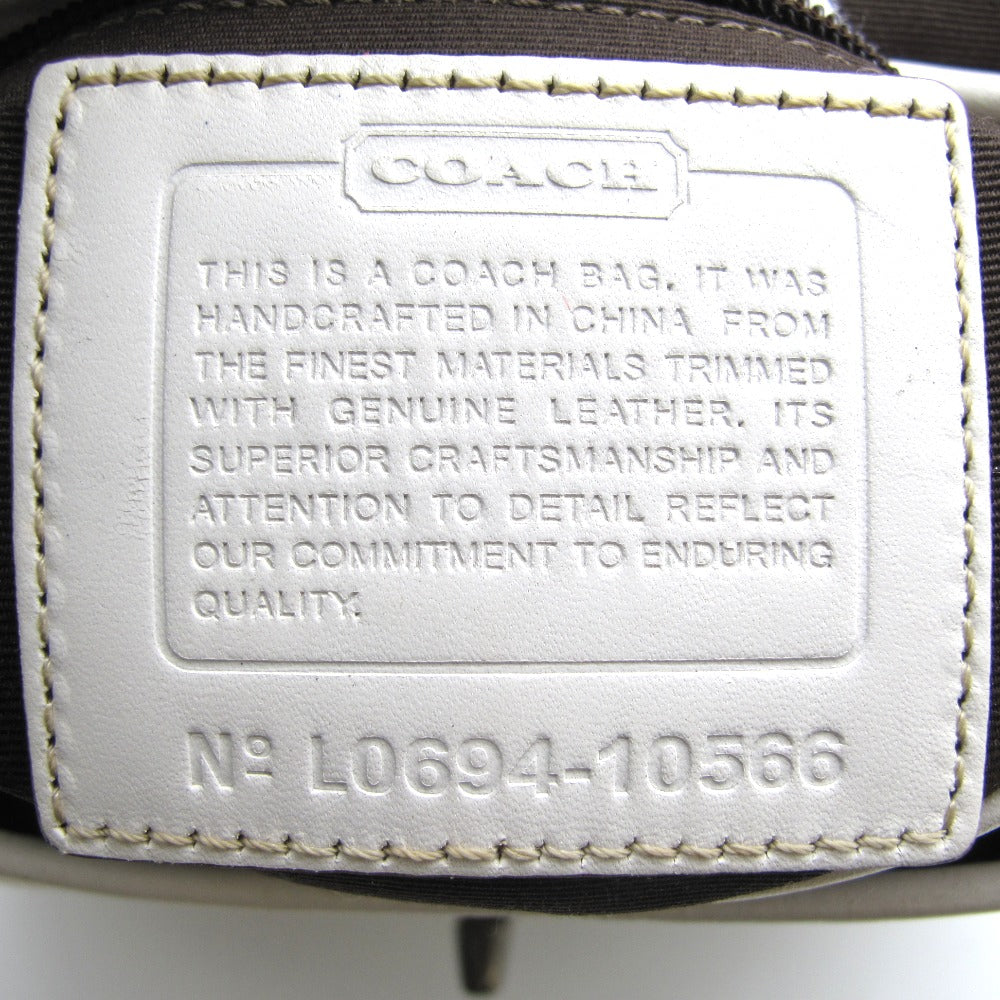 COACH
THIS IS A COACH BAG. IT WAS
HANDCRAFTED IN CHINA FROM
THE FINEST MATERIALS TRIMMED
WITH GENUINE LEATHER. ITS
SUPERIOR CRAFTSMANSHIP AND
ATTENTION TO DETAIL REFLECT
OUR COMMITMENT TO ENDURING
QUALITY.
Nº L0694-10566